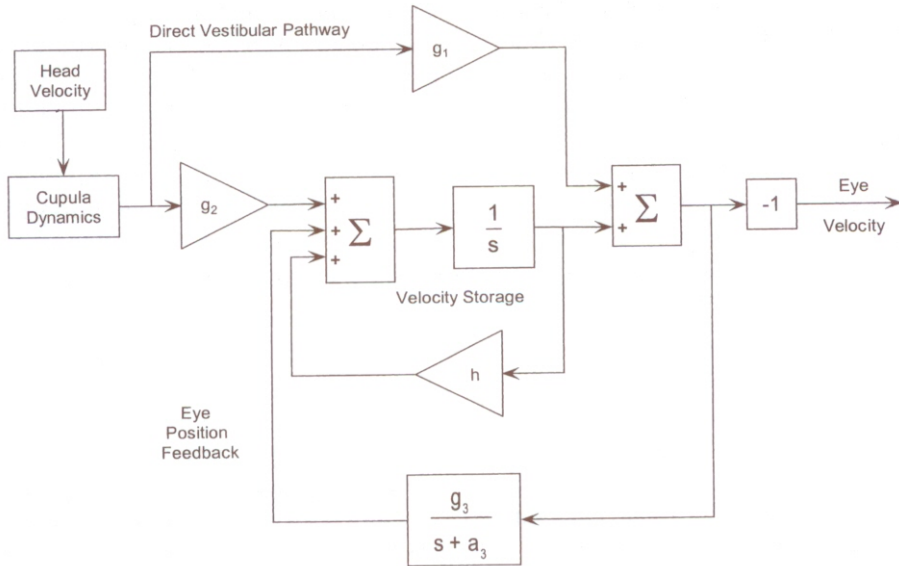 Direct Vestibular Pathway
g₁
Head
Velocity
Cupula
Dynamics
g₂
+
+
+
Σ
1
s
+
+
Σ
-1
Eye
Velocity
Velocity Storage
h
Eye
Position
Feedback
g₃
s + a₃